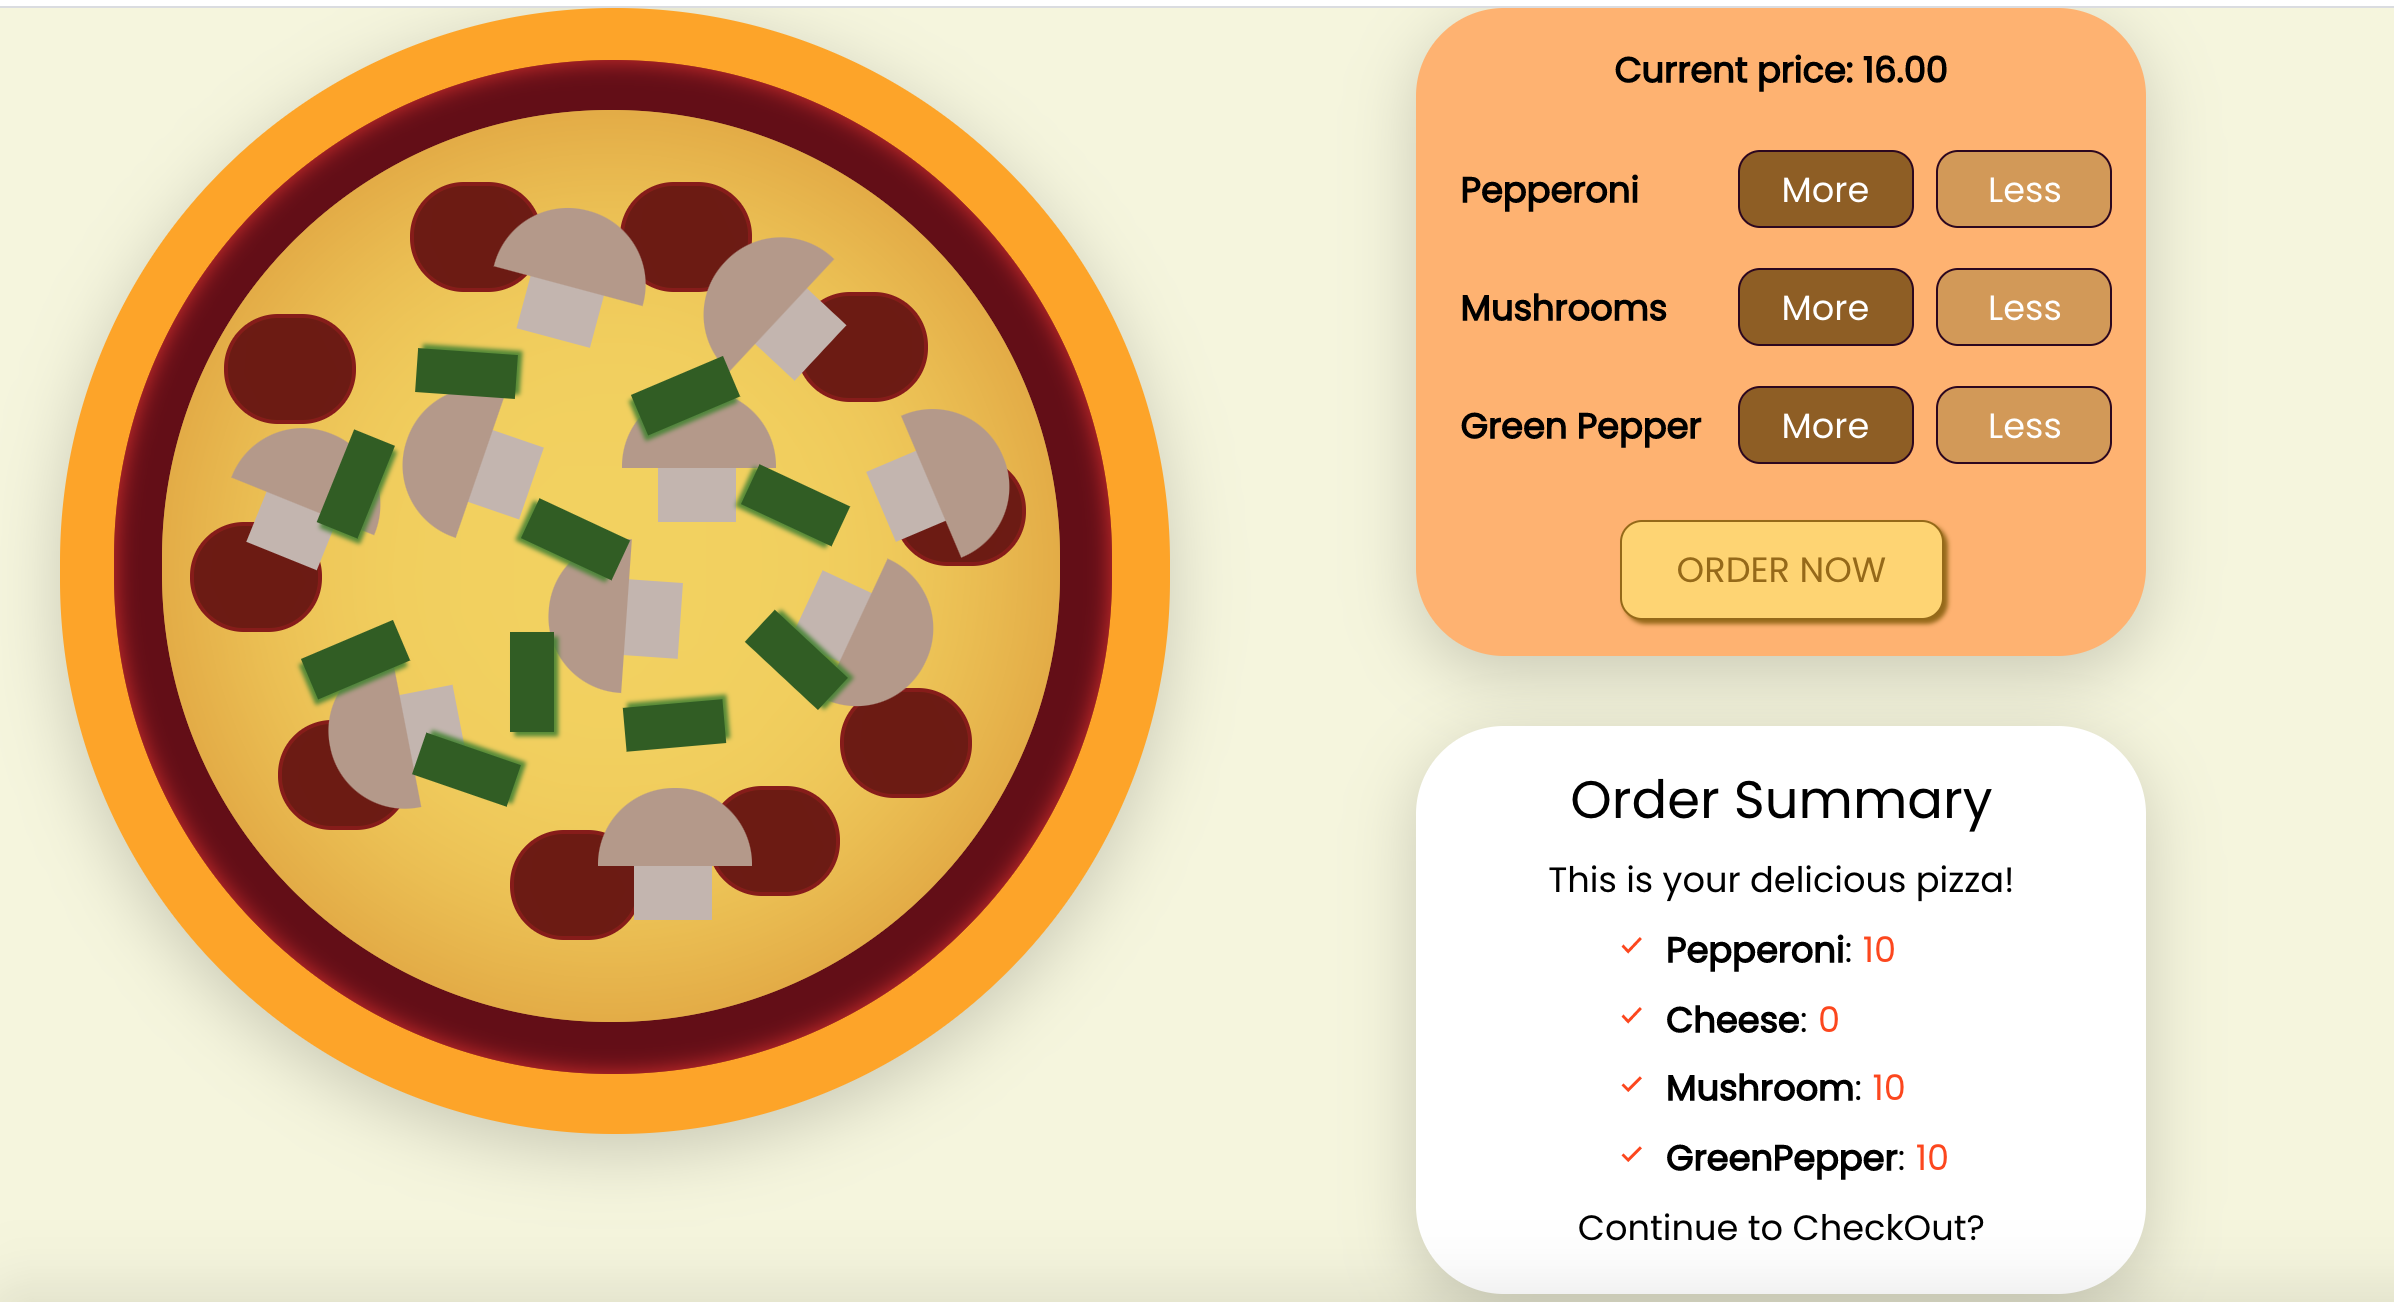 Current price: 16.00
Pepperoni More Less
Mushrooms More Less
Green Pepper More Less
ORDER NOW
Order Summary
This is your delicious pizza!
Pepperoni: 10
Cheese: 0
Mushroom: 10
GreenPepper: 10
Continue to CheckOut?